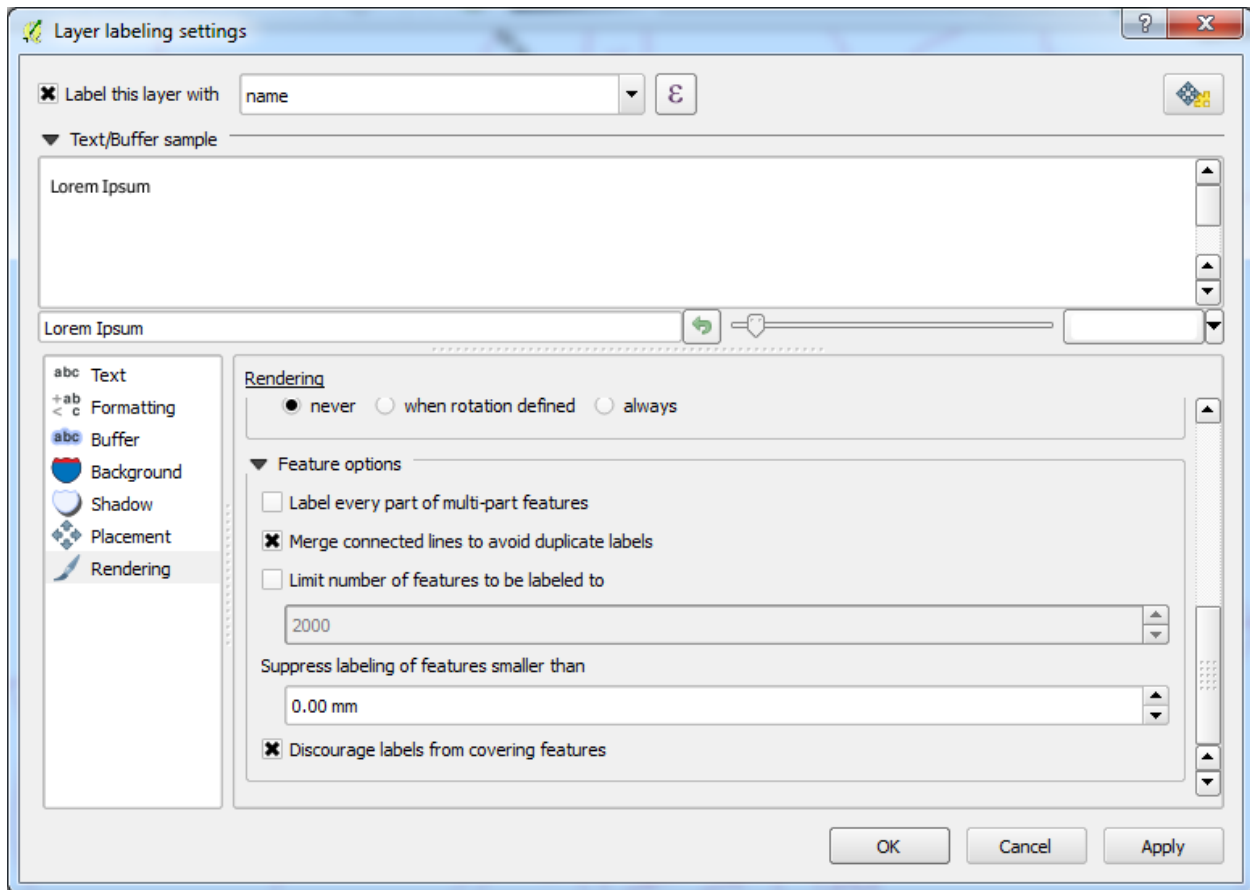 Layer labeling settings
Label this layer with name ε
Text/Buffer sample
Lorem Ipsum
Lorem Ipsum
abc Text
+ab < c Formatting
abc Buffer
Background
Shadow
Placement
Rendering
Rendering
never when rotation defined always
Feature options
Label every part of multi-part features
Merge connected lines to avoid duplicate labels
Limit number of features to be labeled to
2000
Suppress labeling of features smaller than
0.00 mm
Discourage labels from covering features
OK Cancel Apply